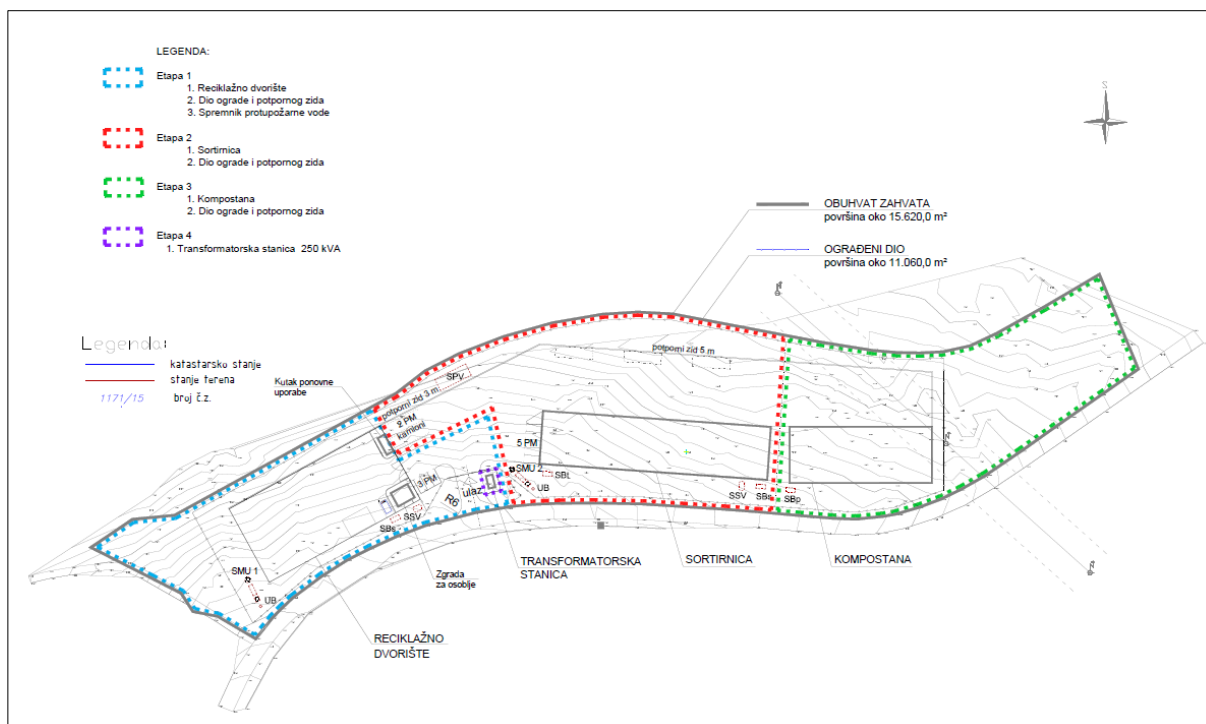 LEGENDA:
Etapa 1
1. Reciklažno dvorište
2. Dio ograde i potpornog zida
3. Spremnik protupožarne vode
Etapa 2
1. Sortirnica
2. Dio ograde i potpornog zida
Etapa 3
1. Kompostana
2. Dio ograde i potpornog zida
Etapa 4
1. Transformatorska stanica 250 kVA
S
OBUHVAT ZAHVATA
površina oko 15.620,0 m²
OGRAĐENI DIO
površina oko 11.060,0 m²
Legenda:
katastarsko stanje
stanje terena
1171/15 broj č.z.
Kutak ponovne
uporabe
potporni zid 3 m
SPV
potporni zid 5 m
2 PM
kamioni
5 PM
3 PM
R6
ulaz
SMU 2
SBL
UB
SSV
SSV
SMU 1
UB
Zgrada
za osoblje
TRANSFORMATORSKA
STANICA
SORTIRNICA
KOMPOSTANA
RECIKLAŽNO
DVORIŠTE